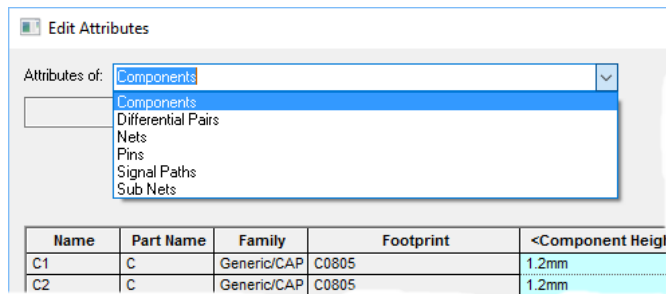 Edit Attributes
Attributes of: Components
Components
Differential Pairs
Nets
Pins
Signal Paths
Sub Nets
Name Part Name Family Footprint <Component Heigh
C1 C Generic/CAP C0805 1.2mm
C2 C Generic/CAP C0805 1.2mm